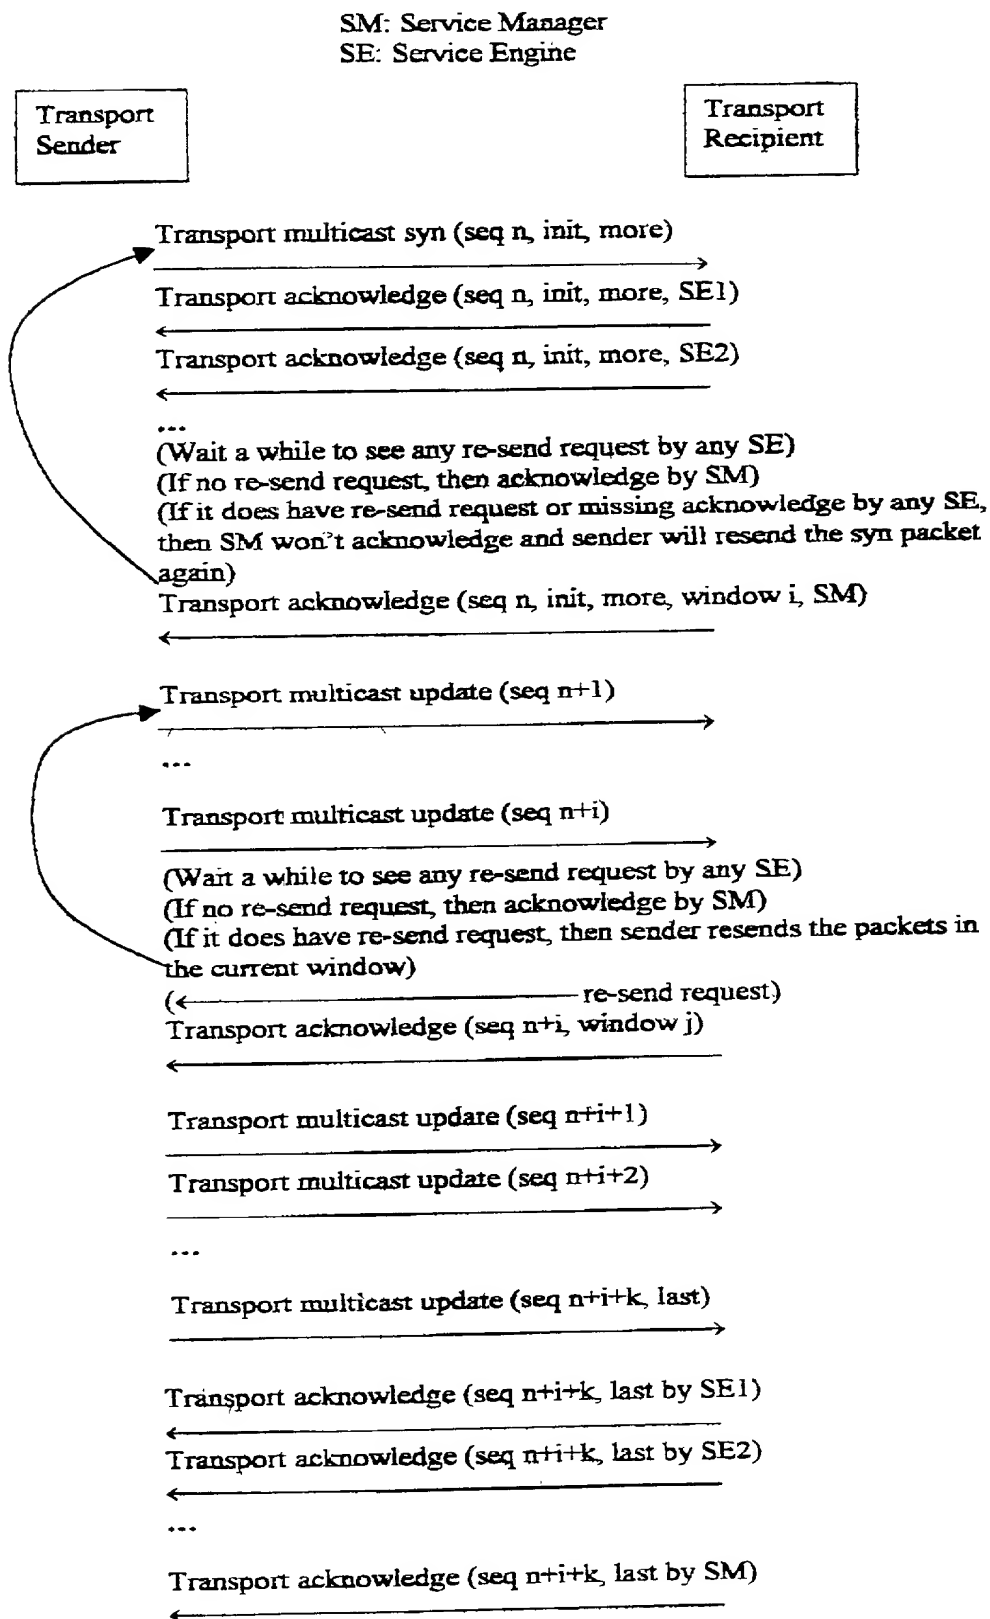 SM: Service Manager
SE: Service Engine
Transport
Sender
Transport
Recipient
Transport multicast syn (seq n, init, more)
Transport acknowledge (seq n, init, more, SE1)
Transport acknowledge (seq n, init, more, SE2)
...
(Wait a while to see any re-send request by any SE)
(If no re-send request, then acknowledge by SM)
(If it does have re-send request or missing acknowledge by any SE,
then SM won't acknowledge and sender will resend the syn packet
again)
Transport acknowledge (seq n, init, more, window i, SM)
Transport multicast update (seq n+1)
...
Transport multicast update (seq n+i)
(Wait a while to see any re-send request by any SE)
(If no re-send request, then acknowledge by SM)
(If it does have re-send request, then sender resends the packets in
the current window)
( re-send request)
Transport acknowledge (seq n+i, window j)
Transport multicast update (seq n+i+1)
Transport multicast update (seq n+i+2)
...
Transport multicast update (seq n+i+k, last)
Transport acknowledge (seq n+i+k, last by SE1)
Transport acknowledge (seq n+i+k, last by SE2)
...
Transport acknowledge (seq n+i+k, last by SM)